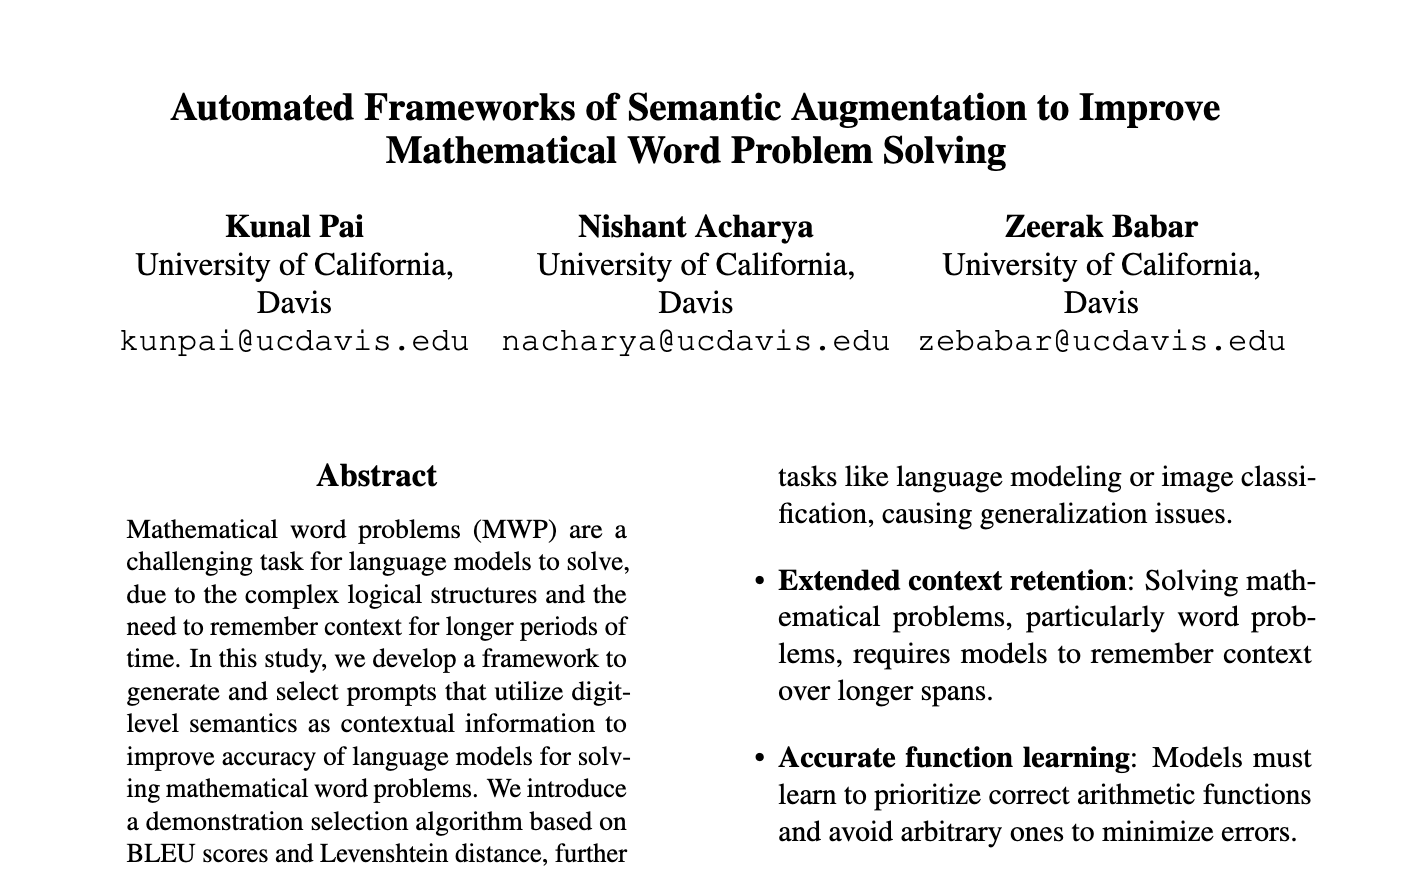 Automated Frameworks of Semantic Augmentation to Improve
Mathematical Word Problem Solving
Kunal Pai
University of California,
Davis
kunpai@ucdavis.edu
Nishant Acharya
University of California,
Davis
nacharya@ucdavis.edu
Zeerak Babar
University of California,
Davis
zebabar@ucdavis.edu
Abstract
Mathematical word problems (MWP) are a
challenging task for language models to solve,
due to the complex logical structures and the
need to remember context for longer periods of
time. In this study, we develop a framework to
generate and select prompts that utilize digit-
level semantics as contextual information to
improve accuracy of language models for solv-
ing mathematical word problems. We introduce
a demonstration selection algorithm based on
BLEU scores and Levenshtein distance, further
tasks like language modeling or image classi-
fication, causing generalization issues.
• Extended context retention: Solving math-
ematical problems, particularly word prob-
lems, requires models to remember context
over longer spans.
• Accurate function learning: Models must
learn to prioritize correct arithmetic functions
and avoid arbitrary ones to minimize errors.